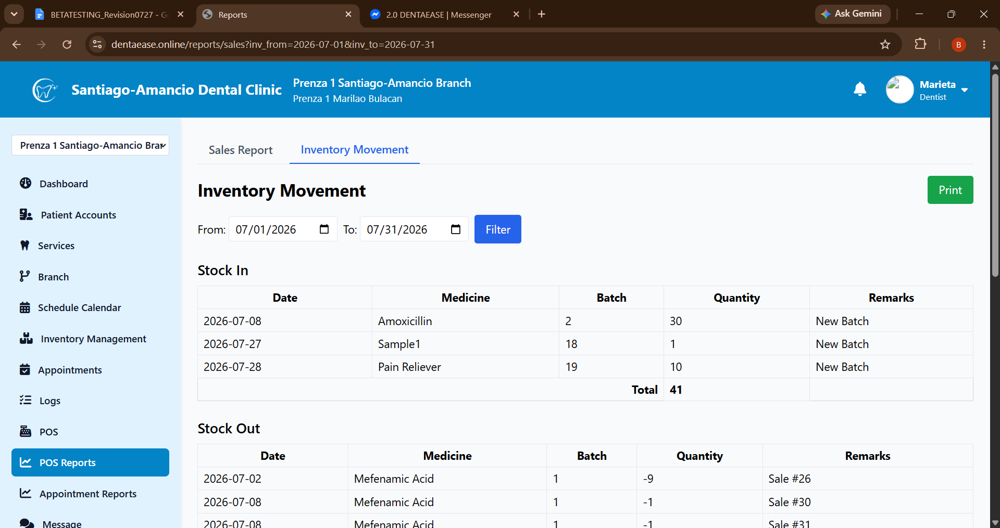 BETATESTING_Revision0727 - Go
Reports
2.0 DENTAEASE | Messenger
Ask Gemini
dentaease.online/reports/sales?inv_from=2026-07-01&inv_to=2026-07-31
B
Santiago-Amancio Dental Clinic
Prenza 1 Santiago-Amancio Branch
Prenza 1 Marilao Bulacan
Marieta
Dentist
Prenza 1 Santiago-Amancio Bran
Dashboard
Patient Accounts
Services
Branch
Schedule Calendar
Inventory Management
Appointments
Logs
POS
POS Reports
Appointment Reports
Message
Sales Report
Inventory Movement
Inventory Movement
Print
From: 07/01/2026 To: 07/31/2026 Filter
Stock In
Date Medicine Batch Quantity Remarks
2026-07-08 Amoxicillin 2 30 New Batch
2026-07-27 Sample1 18 1 New Batch
2026-07-28 Pain Reliever 19 10 New Batch
Total 41
Stock Out
Date Medicine Batch Quantity Remarks
2026-07-02 Mefenamic Acid 1 -9 Sale #26
2026-07-08 Mefenamic Acid 1 -1 Sale #30
2026-07-08 Mefenamic Acid 1 -1 Sale #31